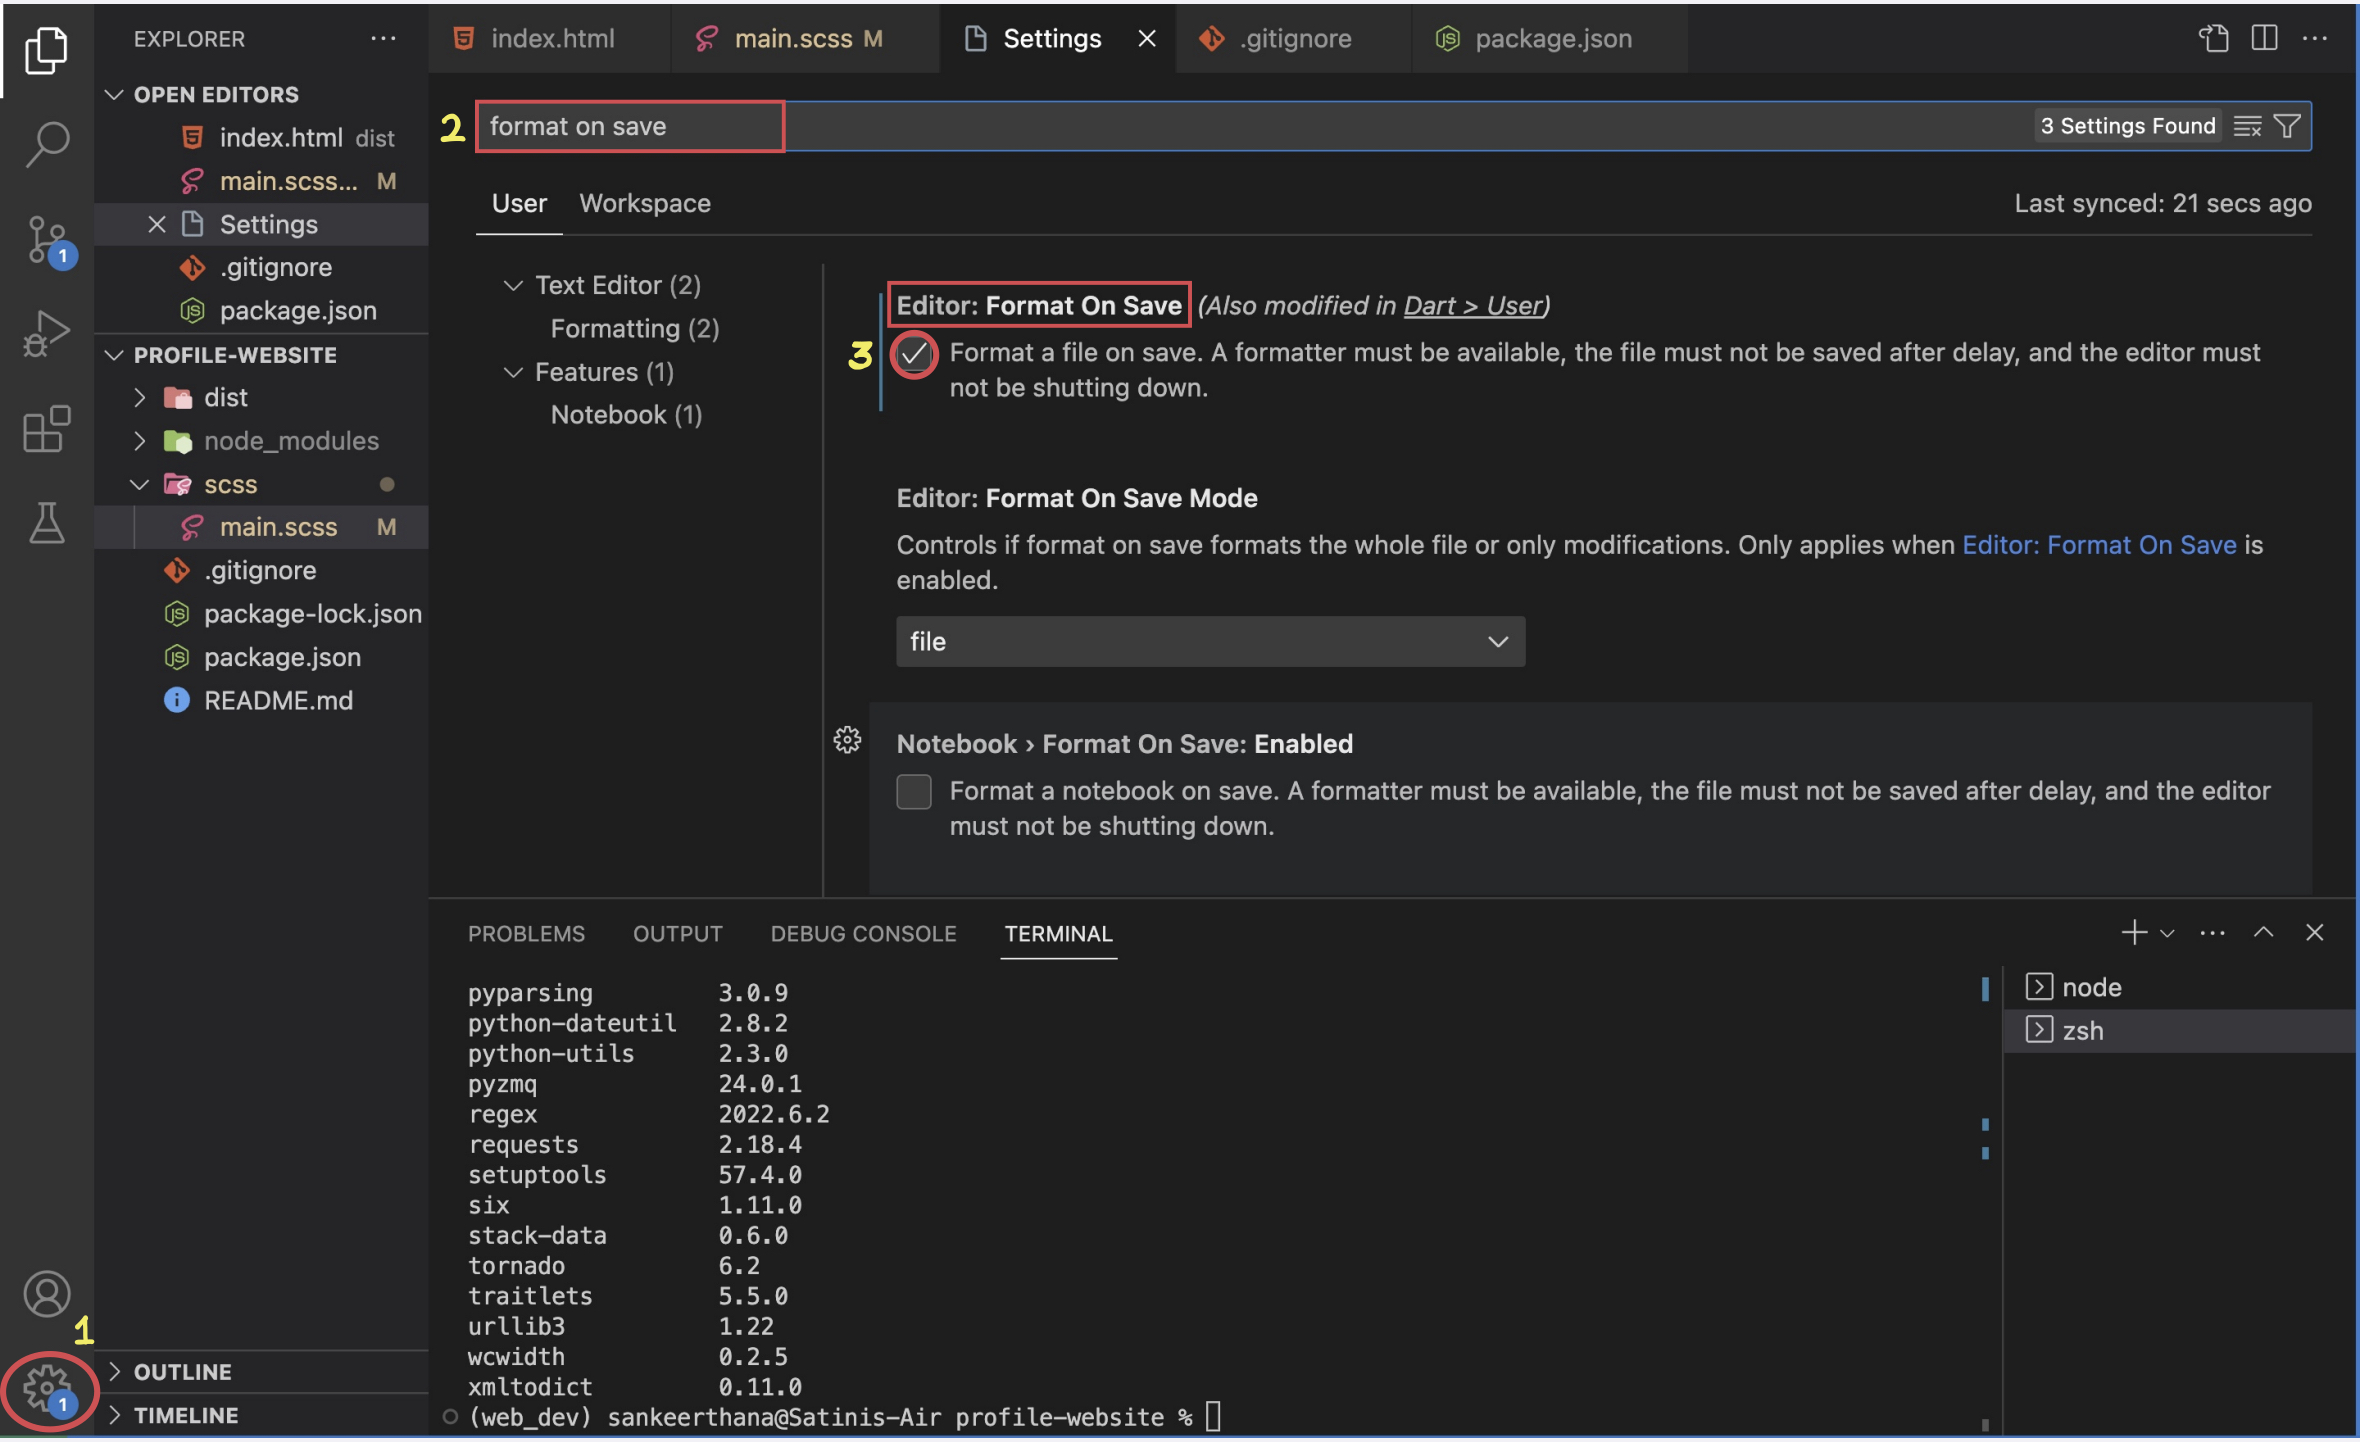 EXPLORER
index.html
main.scss M
Settings
.gitignore
package.json
OPEN EDITORS
index.html dist
main.scss... M
Settings
.gitignore
package.json
PROFILE-WEBSITE
dist
node_modules
scss
main.scss M
.gitignore
package-lock.json
package.json
README.md
OUTLINE
TIMELINE
1
1
1
2
format on save
3 Settings Found
User Workspace
Last synced: 21 secs ago
Text Editor (2)
Formatting (2)
Features (1)
Notebook (1)
Editor: Format On Save (Also modified in Dart > User)
3
Format a file on save. A formatter must be available, the file must not be saved after delay, and the editor must
not be shutting down.
Editor: Format On Save Mode
Controls if format on save formats the whole file or only modifications. Only applies when Editor: Format On Save is
enabled.
file
Notebook › Format On Save: Enabled
Format a notebook on save. A formatter must be available, the file must not be saved after delay, and the editor
must not be shutting down.
PROBLEMS OUTPUT DEBUG CONSOLE TERMINAL
pyparsing 3.0.9
python-dateutil 2.8.2
python-utils 2.3.0
pyzmq 24.0.1
regex 2022.6.2
requests 2.18.4
setuptools 57.4.0
six 1.11.0
stack-data 0.6.0
tornado 6.2
traitlets 5.5.0
urllib3 1.22
wcwidth 0.2.5
xmltodict 0.11.0
(web_dev) sankeerthana@Satinis-Air profile-website %
node
zsh